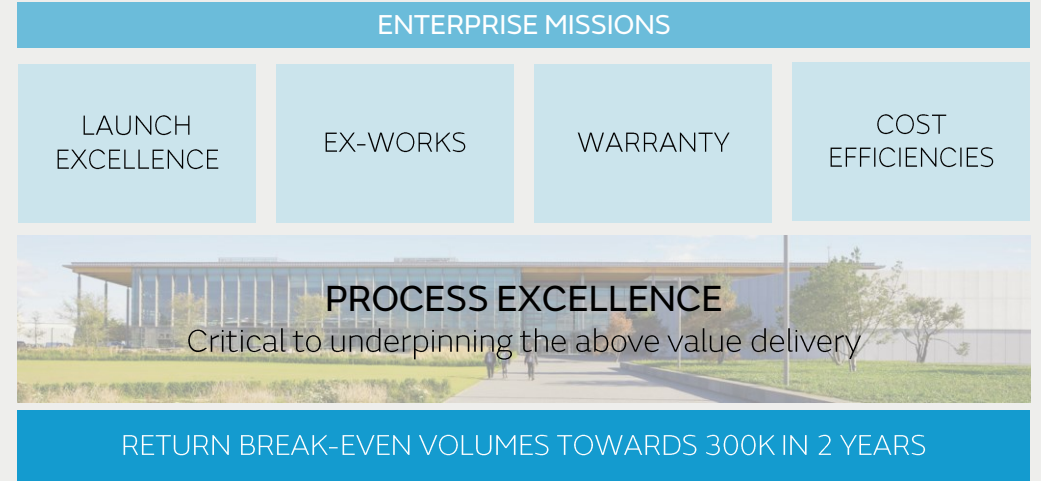 ENTERPRISE MISSIONS
LAUNCH
EXCELLENCE
EX-WORKS
WARRANTY
COST
EFFICIENCIES
PROCESS EXCELLENCE
Critical to underpinning the above value delivery
RETURN BREAK-EVEN VOLUMES TOWARDS 300K IN 2 YEARS